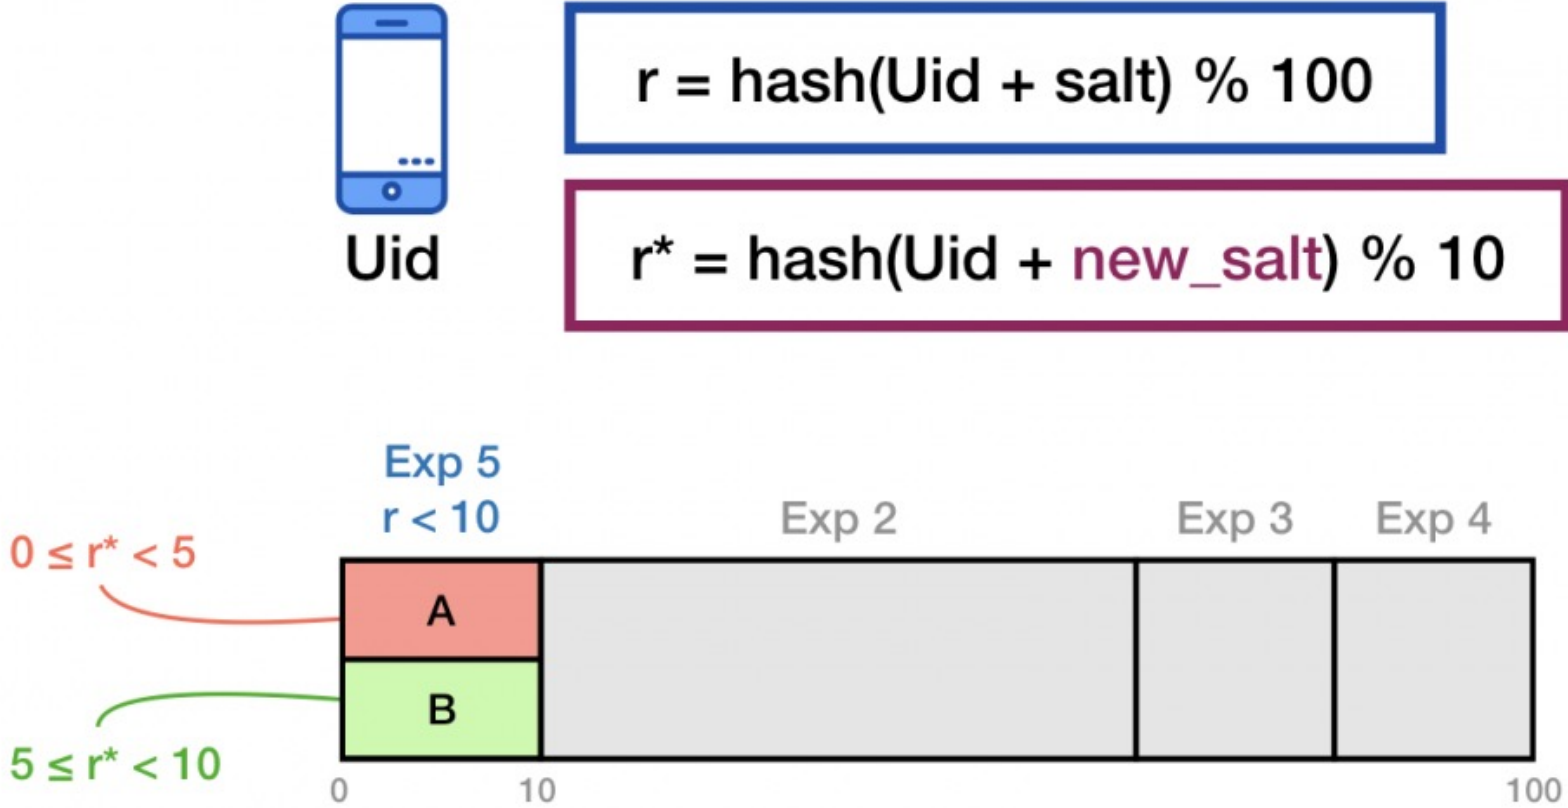 r = hash(Uid + salt) % 100
Uid
r* = hash(Uid + new_salt) % 10
Exp 5
r < 10
Exp 2
Exp 3
Exp 4
0 ≤ r* < 5
A
B
5 ≤ r* < 10
0
10
100